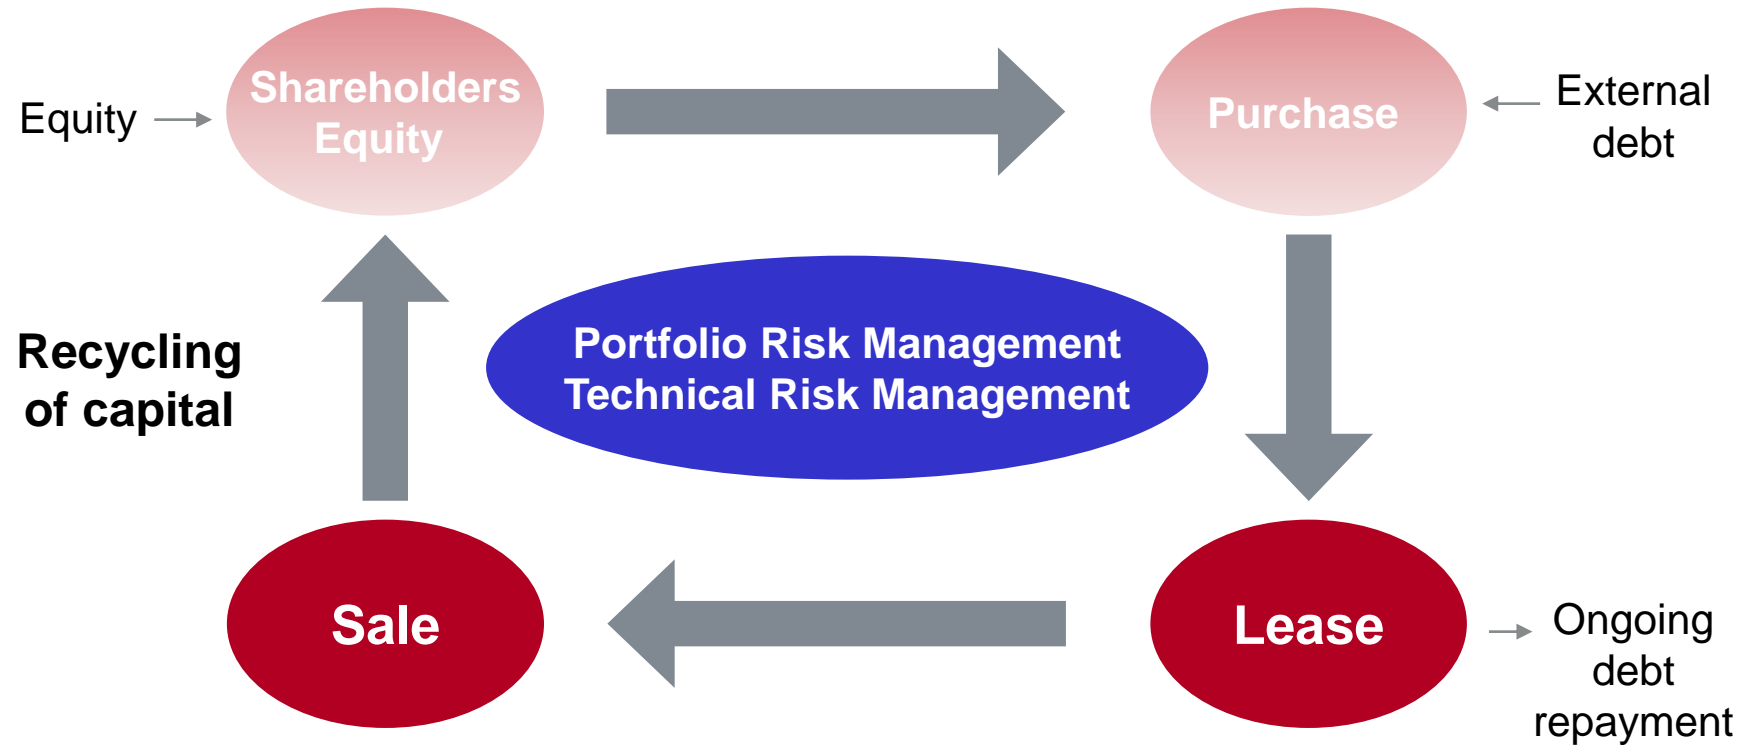 Equity
Shareholders
Equity
Purchase
External
debt
Recycling
of capital
Portfolio Risk Management
Technical Risk Management
Sale
Lease
Ongoing
debt
repayment